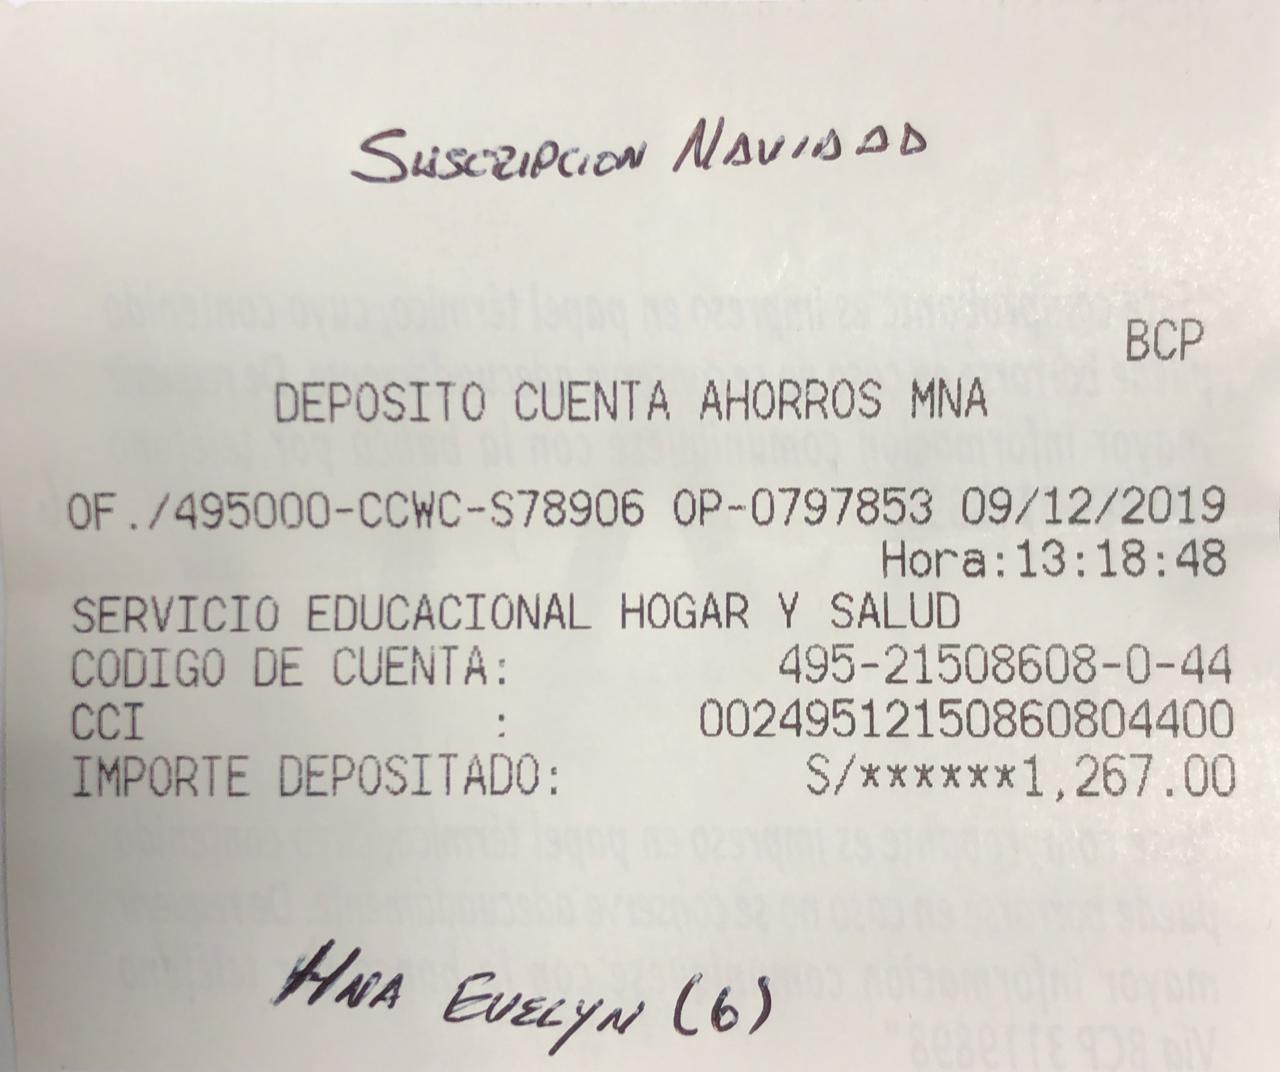 SUSCRIPCION NAVIDAD
BCP
DEPOSITO CUENTA AHORROS MNA
OF./495000-CCWC-S78906 OP-0797853 09/12/2019
Hora:13:18:48
SERVICIO EDUCACIONAL HOGAR Y SALUD
CODIGO DE CUENTA: 495-21508608-0-44
CCI : 00249512150860804400
IMPORTE DEPOSITADO: S/******1,267.00
HNA EVELYN (6)